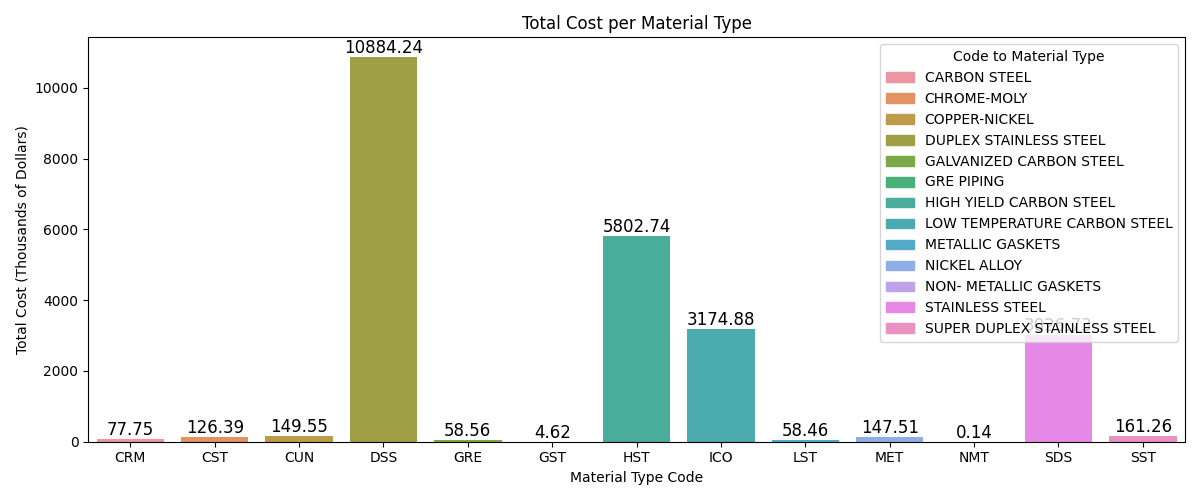 Total Cost per Material Type
Total Cost (Thousands of Dollars)
10000
8000
6000
4000
2000
0
77.75
126.39
149.55
10884.24
58.56
4.62
5802.74
3174.88
58.46
147.51
0.14
161.26
Code to Material Type
CARBON STEEL
CHROME-MOLY
COPPER-NICKEL
DUPLEX STAINLESS STEEL
GALVANIZED CARBON STEEL
GRE PIPING
HIGH YIELD CARBON STEEL
LOW TEMPERATURE CARBON STEEL
METALLIC GASKETS
NICKEL ALLOY
NON- METALLIC GASKETS
STAINLESS STEEL
SUPER DUPLEX STAINLESS STEEL
CRM CST CUN DSS GRE GST HST ICO LST MET NMT SDS SST
Material Type Code